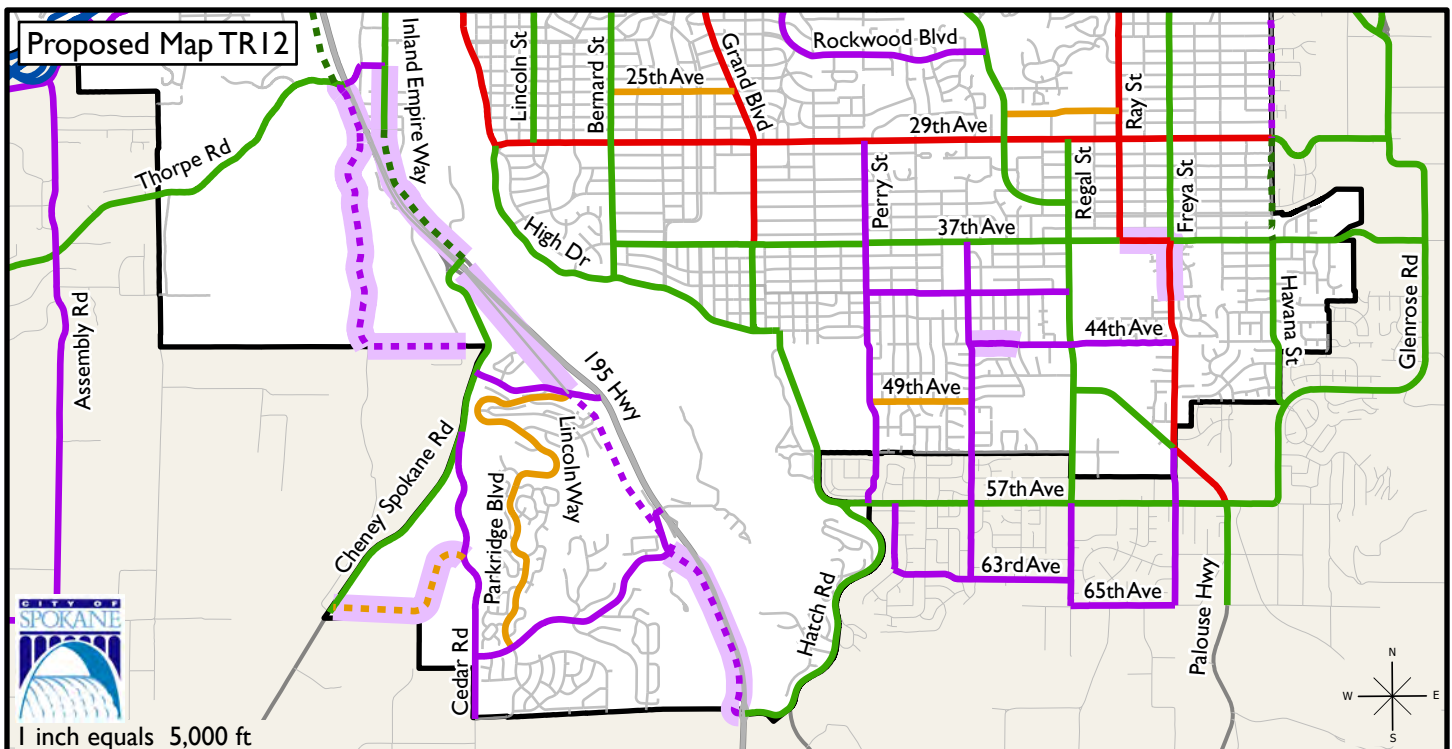 Proposed Map TR12
Inland Empire Way
Lincoln St
Bernard St
25th Ave
Grand Blvd
Rockwood Blvd
Ray St
29th Ave
Thorpe Rd
Perry St
Regal St
Freya St
High Dr
37th Ave
Assembly Rd
Havana St
Glenrose Rd
44th Ave
195 Hwy
49th Ave
Cheney Spokane Rd
Lincoln Way
Parkridge Blvd
57th Ave
63rd Ave
65th Ave
Hatch Rd
Palouse Hwy
Cedar Rd
CITY OF
SPOKANE
N
W
E
S
1 inch equals 5,000 ft